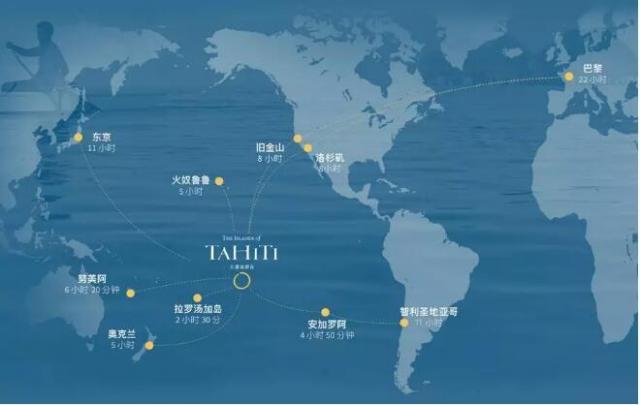 巴黎
22 小时
东京
11 小时
旧金山
8 小时
洛杉矶
8小时
火奴鲁鲁
5 小时
THE ISLANDS of
TAHITI
努美阿
6 小时 20 分钟
拉罗汤加岛
2 小时 30 分
安加罗阿
4 小时 50 分钟
智利圣地亚哥
11 小时
奥克兰
5 小时